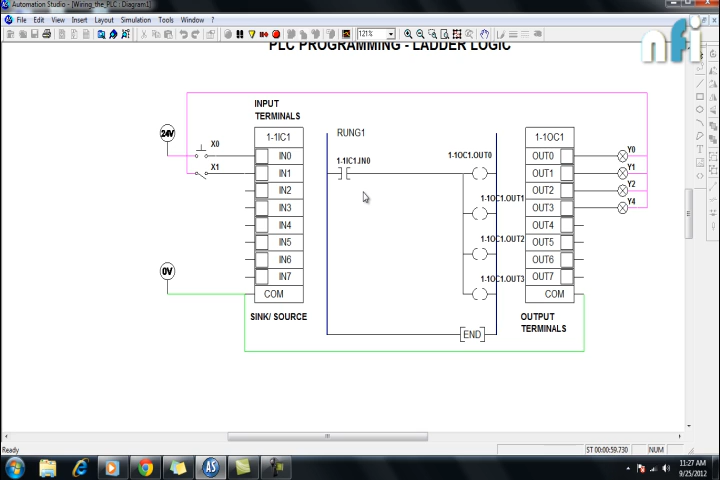 Automation Studio - [Wiring_the_PLC : Diagram1]
File Edit View Insert Layout Simulation Tools Window ?
121%
nfi
PLC PROGRAMMING - LADDER LOGIC
INPUT
TERMINALS
24V
X0
X1
1-1IC1
IN0
IN1
IN2
IN3
IN4
IN5
IN6
IN7
COM
0V
SINK/ SOURCE
RUNG1
1-1IC1.IN0
1-1OC1.OUT0
1-1OC1.OUT1
1-1OC1.OUT2
1-1OC1.OUT3
END
1-1OC1
OUT0
OUT1
OUT2
OUT3
OUT4
OUT5
OUT6
OUT7
COM
Y0
Y1
Y2
Y4
OUTPUT
TERMINALS
Ready
ST 00:00:59.730
NUM
AS
11:27 AM
9/25/2012